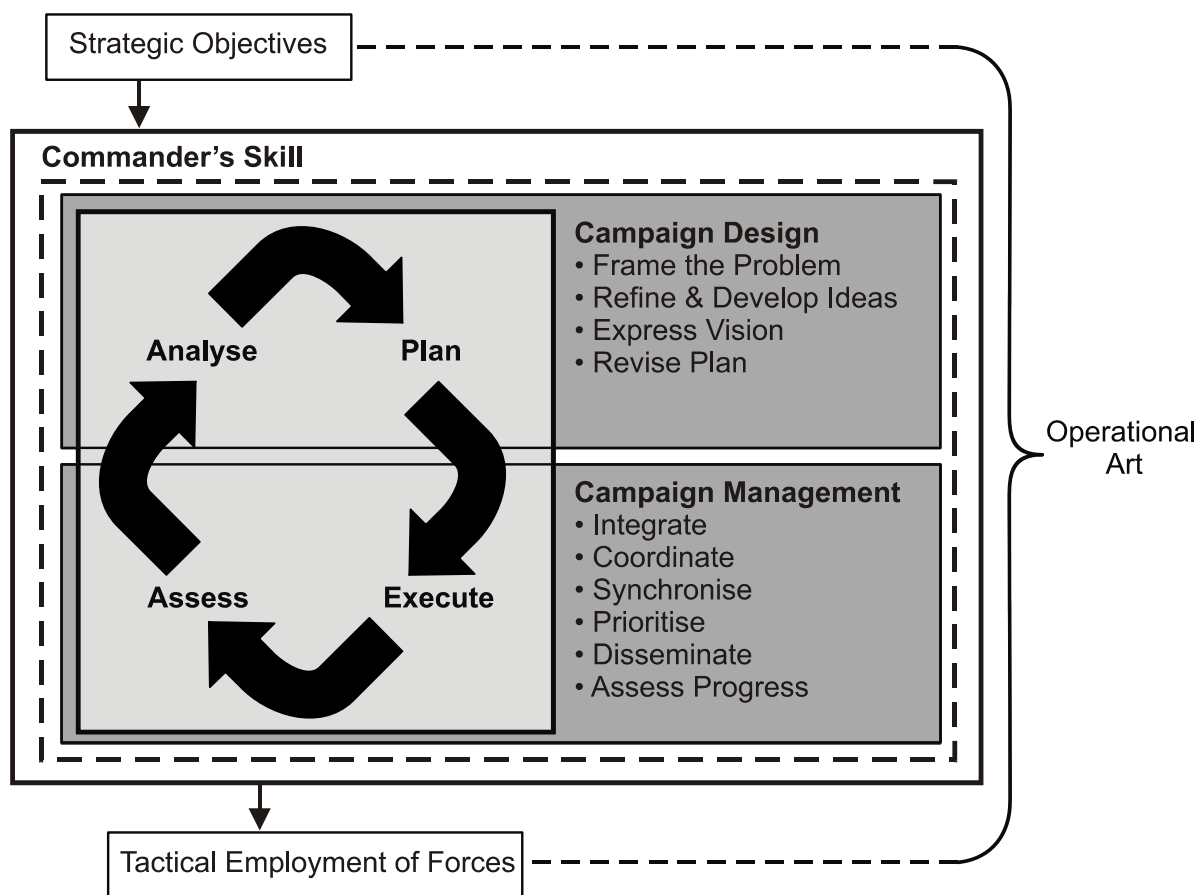 Strategic Objectives
Commander’s Skill
Analyse
Plan
Assess
Execute
Campaign Design
• Frame the Problem
• Refine & Develop Ideas
• Express Vision
• Revise Plan
Campaign Management
• Integrate
• Coordinate
• Synchronise
• Prioritise
• Disseminate
• Assess Progress
Operational
Art
Tactical Employment of Forces